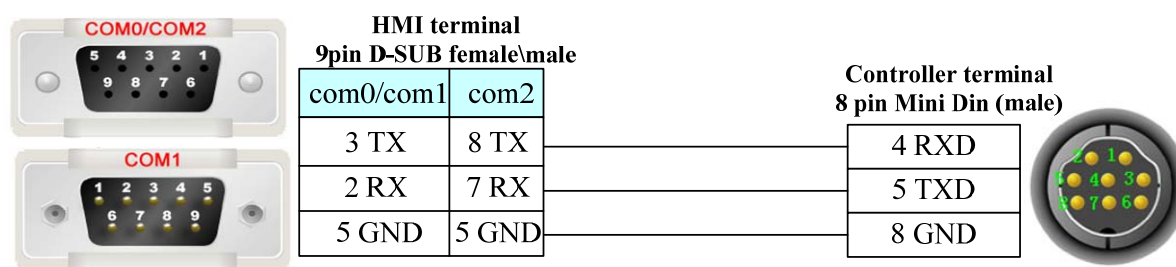 COM0/COM2
5 4 3 2 1
9 8 7 6
COM1
1 2 3 4 5
6 7 8 9
HMI terminal
9pin D-SUB female\male
com0/com1 com2
3 TX 8 TX
2 RX 7 RX
5 GND 5 GND
Controller terminal
8 pin Mini Din (male)
4 RXD
5 TXD
8 GND
2 1
5 4 3
8 7 6